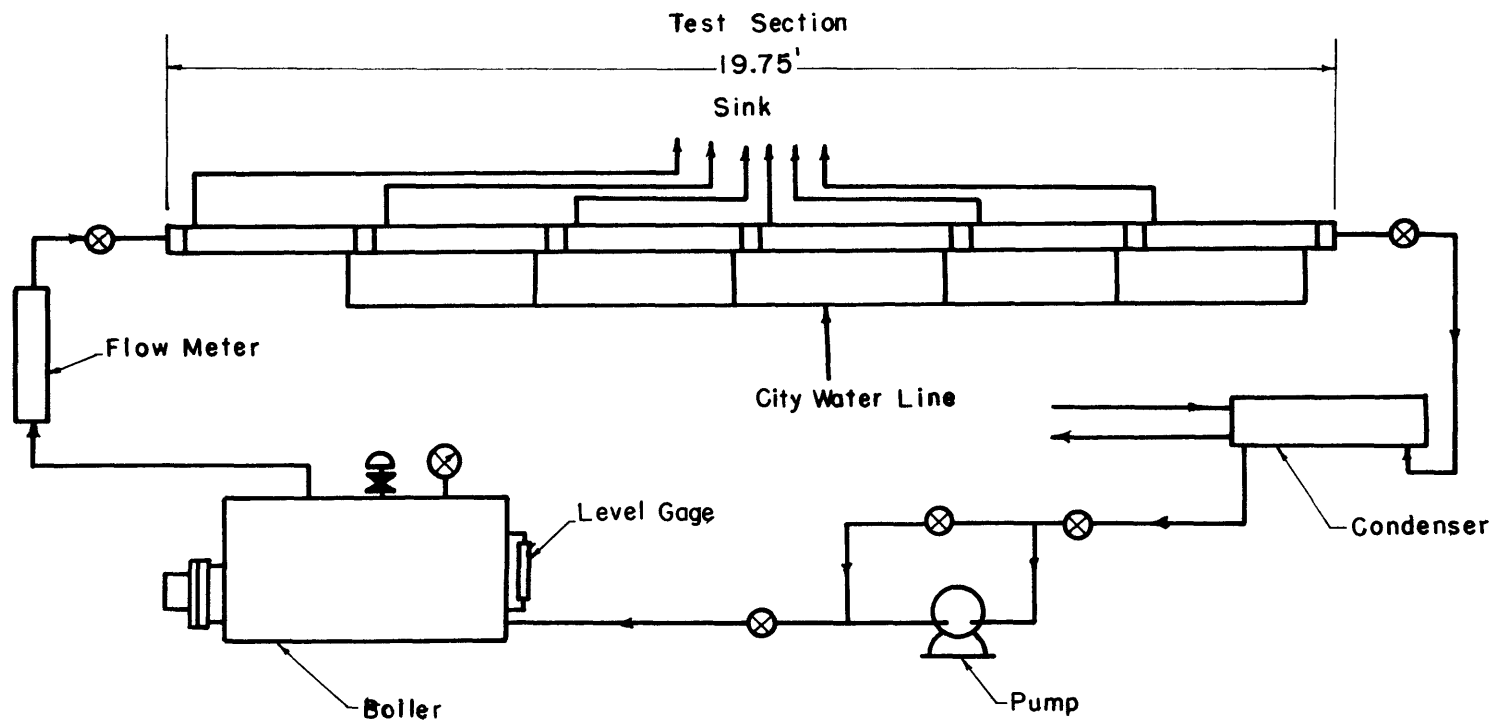 Test Section
19.75'
Sink
Flow Meter
City Water Line
Level Gage
Condenser
Pump
Boiler